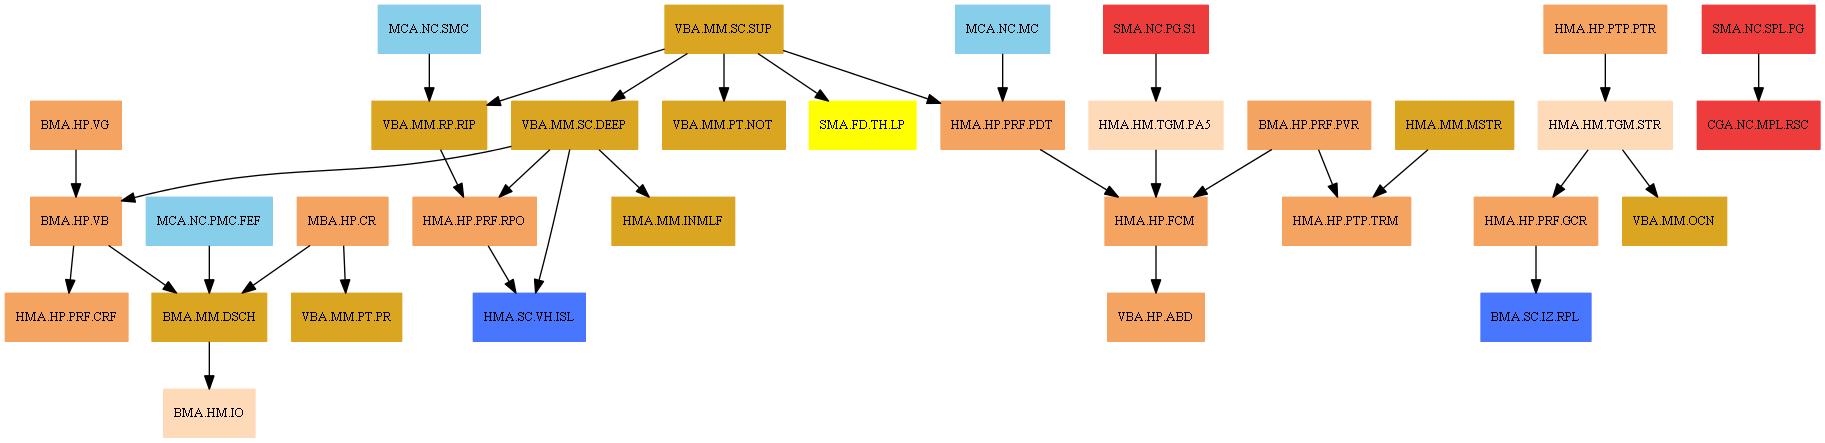 MCA.NC.SMC
VBA.MM.SC.SUP
MCA.NC.MC
SMA.NC.PG.S1
HMA.HP.PTP.PTR
SMA.NC.SPL.PG
BMA.HP.VG
VBA.MM.RP.RIP
VBA.MM.SC.DEEP
VBA.MM.PT.NOT
SMA.FD.TH.LP
HMA.HP.PRF.PDT
HMA.HM.TGM.PA5
BMA.HP.PRF.PVR
HMA.MM.MSTR
HMA.HM.TGM.STR
CGA.NC.MPL.RSC
BMA.HP.VB
MCA.NC.PMC.FEF
MBA.HP.CR
HMA.HP.PRF.RPO
HMA.MM.INMLF
HMA.HP.FCM
HMA.HP.PTP.TRM
HMA.HP.PRF.GCR
VBA.MM.OCN
HMA.HP.PRF.CRF
BMA.MM.DSCH
VBA.MM.PT.PR
HMA.SC.VH.ISL
VBA.HP.ABD
BMA.SC.IZ.RPL
BMA.HM.IO